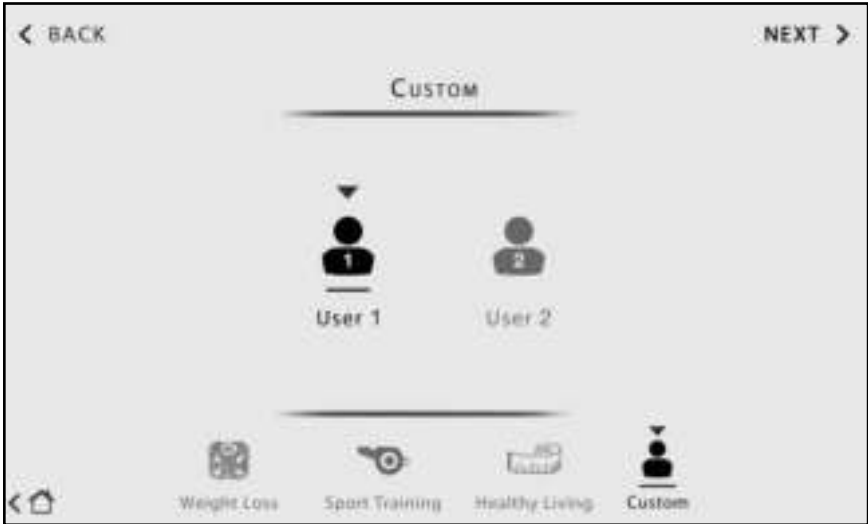 BACK
NEXT
CUSTOM
1
2
User 1
User 2
Weight Loss
Sport Training
Healthy Living
Custom